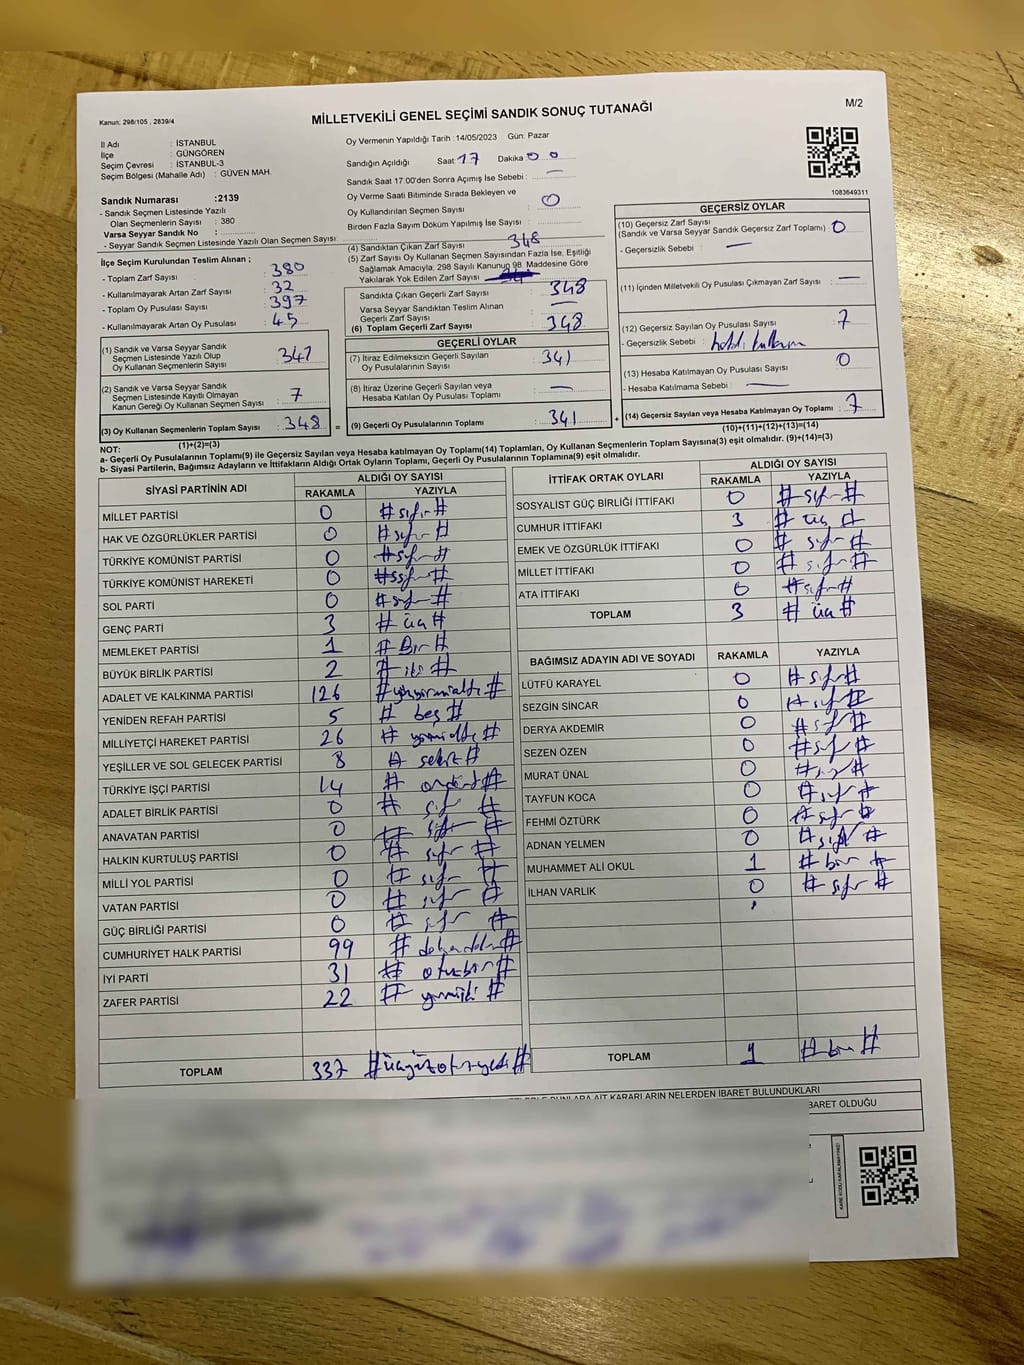 Kanun: 298/105 , 2839/4
MİLLETVEKİLİ GENEL SEÇİMİ SANDIK SONUÇ TUTANAĞI
M/2
İl Adı : İSTANBUL
İlçe : GÜNGÖREN
Seçim Çevresi : İSTANBUL-3
Seçim Bölgesi (Mahalle Adı) : GÜVEN MAH.
Oy Vermenin Yapıldığı Tarih :14/05/2023 Gün: Pazar
Sandığın Açıldığı Saat 17 Dakika 00
Sandık Saat 17:00'den Sonra Açımış İse Sebebi : —
Oy Verme Saati Bitiminde Sırada Bekleyen ve
Oy Kullandırılan Seçmen Sayısı : 0
Birden Fazla Sayım Döküm Yapılmış İse Sayısı :
1083649311
Sandık Numarası :2139
- Sandık Seçmen Listesinde Yazılı
Olan Seçmenlerin Sayısı : 380
Varsa Seyyar Sandık No :
- Seyyar Sandık Seçmen Listesinde Yazılı Olan Seçmen Sayısı :
İlçe Seçim Kurulundan Teslim Alınan ;
- Toplam Zarf Sayısı : 380
- Kullanılmayarak Artan Zarf Sayısı : 32
- Toplam Oy Pusulası Sayısı : 397
- Kullanılmayarak Artan Oy Pusulası : 45
(1) Sandık ve Varsa Seyyar Sandık
Seçmen Listesinde Yazılı Olup
Oy Kullanan Seçmenlerin Sayısı : 341
(2) Sandık ve Varsa Seyyar Sandık
Seçmen Listesinde Kayıtlı Olmayan
Kanun Gereği Oy Kullanan Seçmen Sayısı : 7
(3) Oy Kullanan Seçmenlerin Toplam Sayısı : 348
(1)+(2)=(3)
(4) Sandıktan Çıkan Zarf Sayısı : 348
(5) Zarf Sayısı Oy Kullanan Seçmen Sayısından Fazla İse, Eşitliği
Sağlamak Amacıyla, 298 Sayılı Kanunun 98. Maddesine Göre
Yakılarak Yok Edilen Zarf Sayısı :
Sandıkta Çıkan Geçerli Zarf Sayısı : 348
Varsa Seyyar Sandıktan Teslim Alınan
Geçerli Zarf Sayısı : —
(6) Toplam Geçerli Zarf Sayısı : 348
GEÇERLİ OYLAR
(7) İtiraz Edilmeksizin Geçerli Sayılan
Oy Pusulalarının Sayısı : 341
(8) İtiraz Üzerine Geçerli Sayılan veya
Hesaba Katılan Oy Pusulası Toplamı : —
= (9) Geçerli Oy Pusulalarının Toplamı : 341 +
GEÇERSİZ OYLAR
(10) Geçersiz Zarf Sayısı
(Sandık ve Varsa Seyyar Sandık Geçersiz Zarf Toplamı) : 0
- Geçersizlik Sebebi : —
(11) İçinden Milletvekili Oy Pusulası Çıkmayan Zarf Sayısı : —
(12) Geçersiz Sayılan Oy Pusulası Sayısı : 7
- Geçersizlik Sebebi : hatalı kullanım
(13) Hesaba Katılmayan Oy Pusulası Sayısı : 0
- Hesaba Katılmama Sebebi : —
(14) Geçersiz Sayılan veya Hesaba Katılmayan Oy Toplamı : 7
(10)+(11)+(12)+(13)=(14)
NOT:
a- Geçerli Oy Pusulalarının Toplamı(9) ile Geçersiz Sayılan veya Hesaba katılmayan Oy Toplamı(14) Toplamları, Oy Kullanan Seçmenlerin Toplam Sayısına(3) eşit olmalıdır. (9)+(14)=(3)
b- Siyasi Partilerin, Bağımsız Adayların ve İttifakların Aldığı Ortak Oyların Toplamı, Geçerli Oy Pusulalarının Toplamına(9) eşit olmalıdır.
SİYASİ PARTİNİN ADI ALDIĞI OY SAYISI
RAKAMLA YAZIYLA
MİLLET PARTİSİ 0 # sıfır #
HAK VE ÖZGÜRLÜKLER PARTİSİ 0 # sıfır #
TÜRKİYE KOMÜNİST PARTİSİ 0 # sıfır #
TÜRKİYE KOMÜNİST HAREKETİ 0 # sıfır #
SOL PARTİ 0 # sıfır #
GENÇ PARTİ 3 # üç #
MEMLEKET PARTİSİ 1 # Bir #
BÜYÜK BİRLİK PARTİSİ 2 # iki #
ADALET VE KALKINMA PARTİSİ 126 # yüzyirmialtı #
YENİDEN REFAH PARTİSİ 5 # beş #
MİLLİYETÇİ HAREKET PARTİSİ 26 # yirmialtı #
YEŞİLLER VE SOL GELECEK PARTİSİ 8 # sekiz #
TÜRKİYE İŞÇİ PARTİSİ 14 # ondört #
ADALET BİRLİK PARTİSİ 0 # sıfır #
ANAVATAN PARTİSİ 0 # sıfır #
HALKIN KURTULUŞ PARTİSİ 0 # sıfır #
MİLLİ YOL PARTİSİ 0 # sıfır #
VATAN PARTİSİ 0 # sıfır #
GÜÇ BİRLİĞİ PARTİSİ 0 # sıfır #
CUMHURİYET HALK PARTİSİ 99 # doksandokuz #
İYİ PARTİ 31 # otuzbir #
ZAFER PARTİSİ 22 # yirmiiki #
TOPLAM 337 # üçyüzotuzyedi #
İTTİFAK ORTAK OYLARI ALDIĞI OY SAYISI
RAKAMLA YAZIYLA
SOSYALİST GÜÇ BİRLİĞİ İTTİFAKI 0 # sıfır #
CUMHUR İTTİFAKI 3 # üç #
EMEK VE ÖZGÜRLÜK İTTİFAKI 0 # sıfır #
MİLLET İTTİFAKI 0 # sıfır #
ATA İTTİFAKI 0 # sıfır #
TOPLAM 3 # üç #
BAĞIMSIZ ADAYIN ADI VE SOYADI RAKAMLA YAZIYLA
LÜTFÜ KARAYEL 0 # sıfır #
SEZGİN SİNCAR 0 # sıfır #
DERYA AKDEMİR 0 # sıfır #
SEZEN ÖZEN 0 # sıfır #
MURAT ÜNAL 0 # sıfır #
TAYFUN KOCA 0 # sıfır #
FEHMİ ÖZTÜRK 0 # sıfır #
ADNAN YELMEN 0 # sıfır #
MUHAMMET ALİ OKUL 1 # bir #
İLHAN VARLIK 0 # sıfır #
TOPLAM 1 # bir #
BUNLARA AİT KARARLARIN NELERDEN İBARET BULUNDUKLARI
BARET OLDUĞU